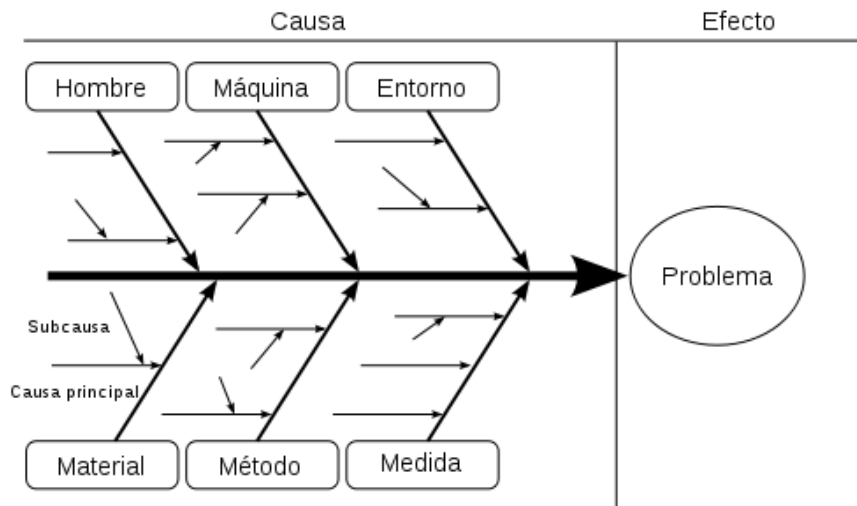 Causa
Efecto
Hombre
Máquina
Entorno
Problema
Subcausa
Causa principal
Material
Método
Medida